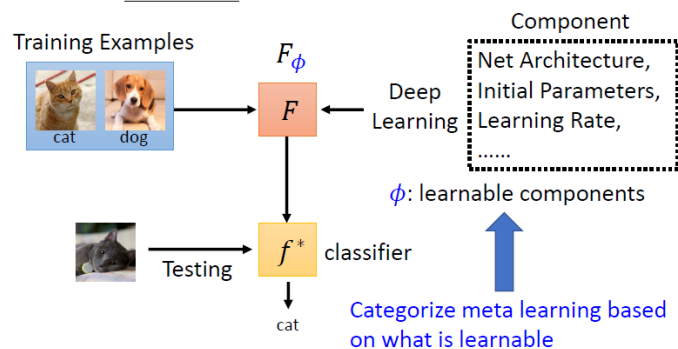 Training Examples
cat
dog
F𝜙
F
Deep
Learning
Component
Net Architecture,
Initial Parameters,
Learning Rate,
……
𝜙: learnable components
Testing
f*
classifier
cat
Categorize meta learning based
on what is learnable